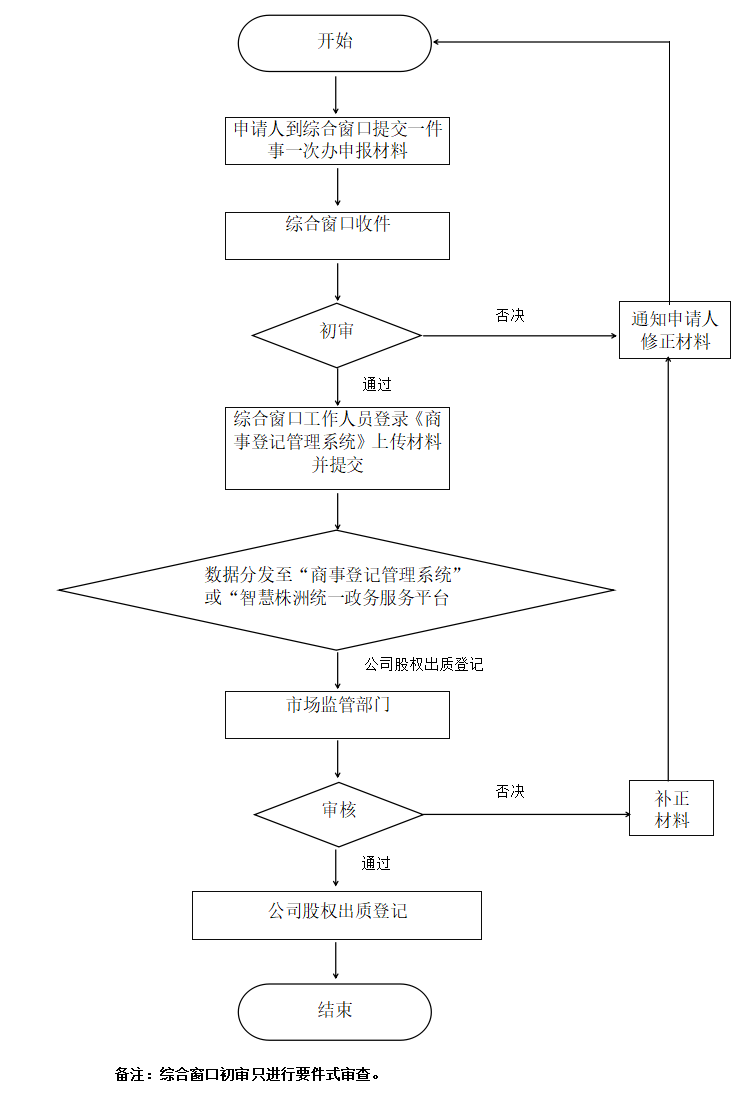 开始
申请人到综合窗口提交一件
事一次办申报材料
综合窗口收件
初审
否决
通知申请人
修正材料
通过
综合窗口工作人员登录《商
事登记管理系统》上传材料
并提交
数据分发至“商事登记管理系统”
或“智慧株洲统一政务服务平台
公司股权出质登记
市场监管部门
审核
否决
补正
材料
通过
公司股权出质登记
结束
备注：综合窗口初审只进行要件式审查。